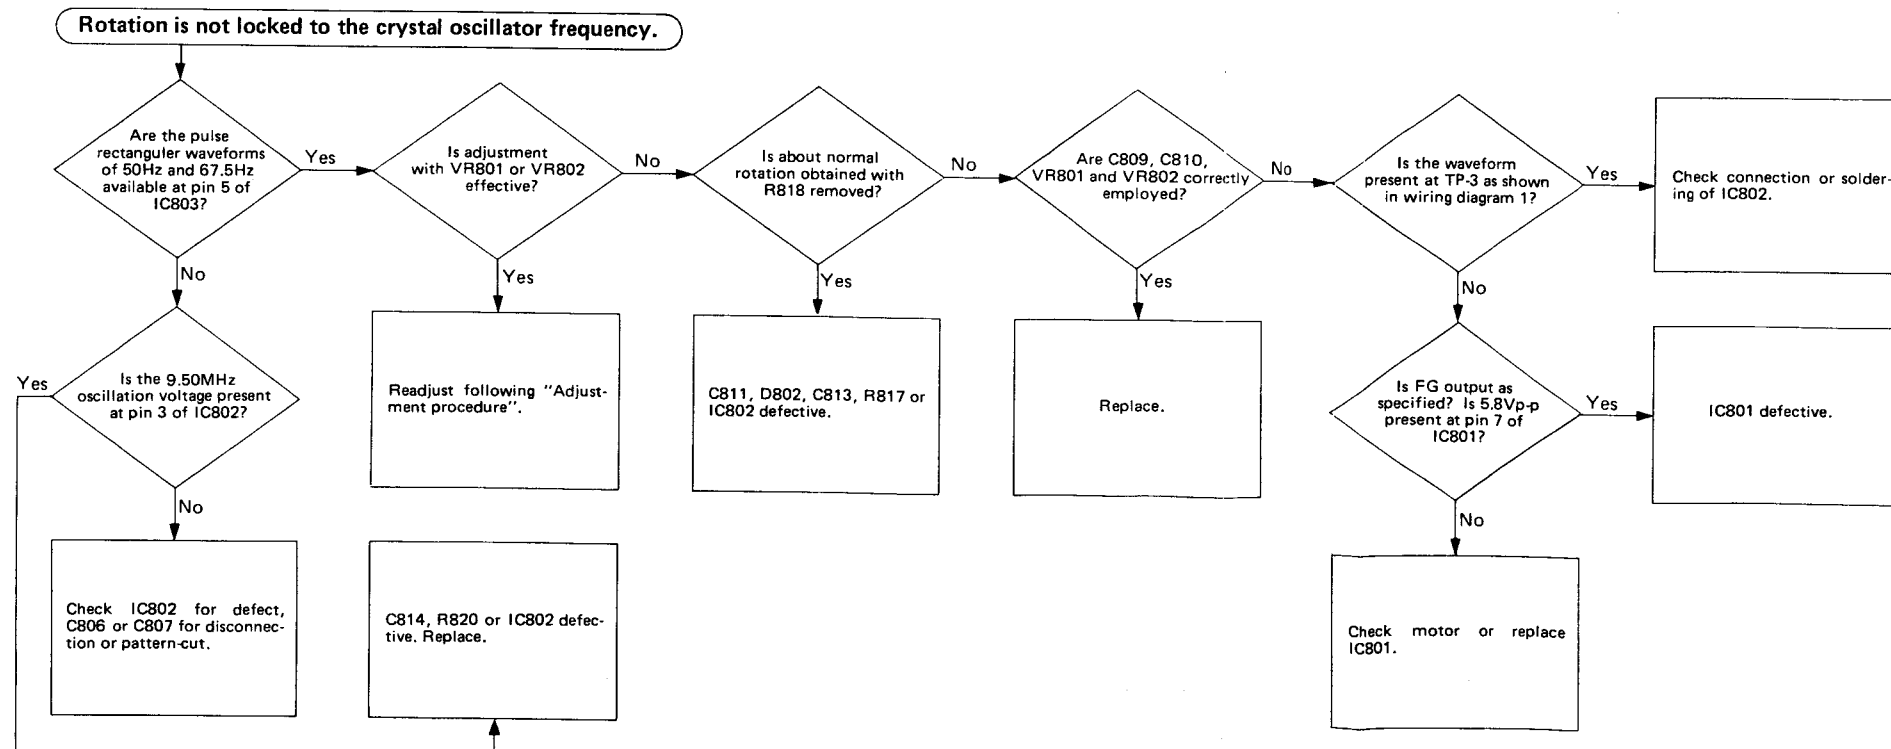 Rotation is not locked to the crystal oscillator frequency.
Are the pulse
rectanguler waveforms
of 50Hz and 67.5Hz
available at pin 5 of
IC803?
Yes
No
Is adjustment
with VR801 or VR802
effective?
No
Yes
Is about normal
rotation obtained with
R818 removed?
No
Yes
Are C809, C810,
VR801 and VR802 correctly
employed?
No
Yes
Is the waveform
present at TP-3 as shown
in wiring diagram 1?
Yes
No
Check connection or solder-
ing of IC802.
Is the 9.50MHz
oscillation voltage present
at pin 3 of IC802?
Yes
No
Readjust following "Adjust-
ment procedure".
C811, D802, C813, R817 or
IC802 defective.
Replace.
Is FG output as
specified? Is 5.8Vp-p
present at pin 7 of
IC801?
Yes
No
IC801 defective.
Check IC802 for defect,
C806 or C807 for disconnec-
tion or pattern-cut.
C814, R820 or IC802 defec-
tive. Replace.
Check motor or replace
IC801.